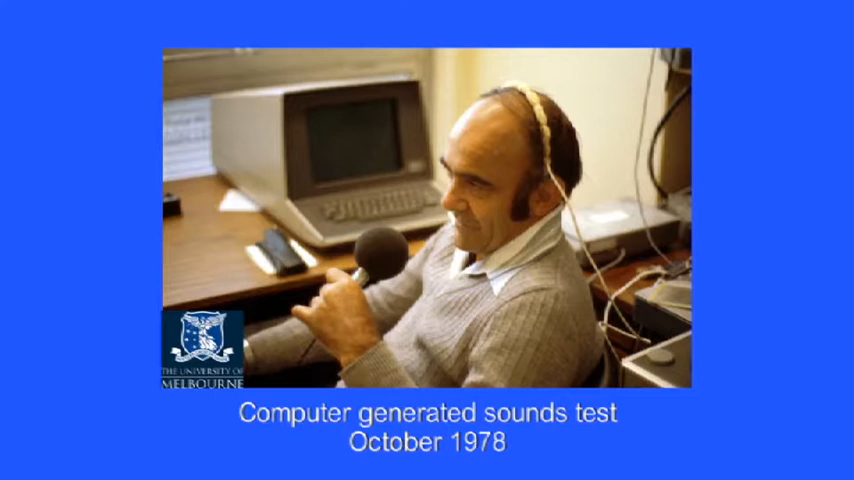 THE UNIVERSITY OF
MELBOURNE
Computer generated sounds test
October 1978